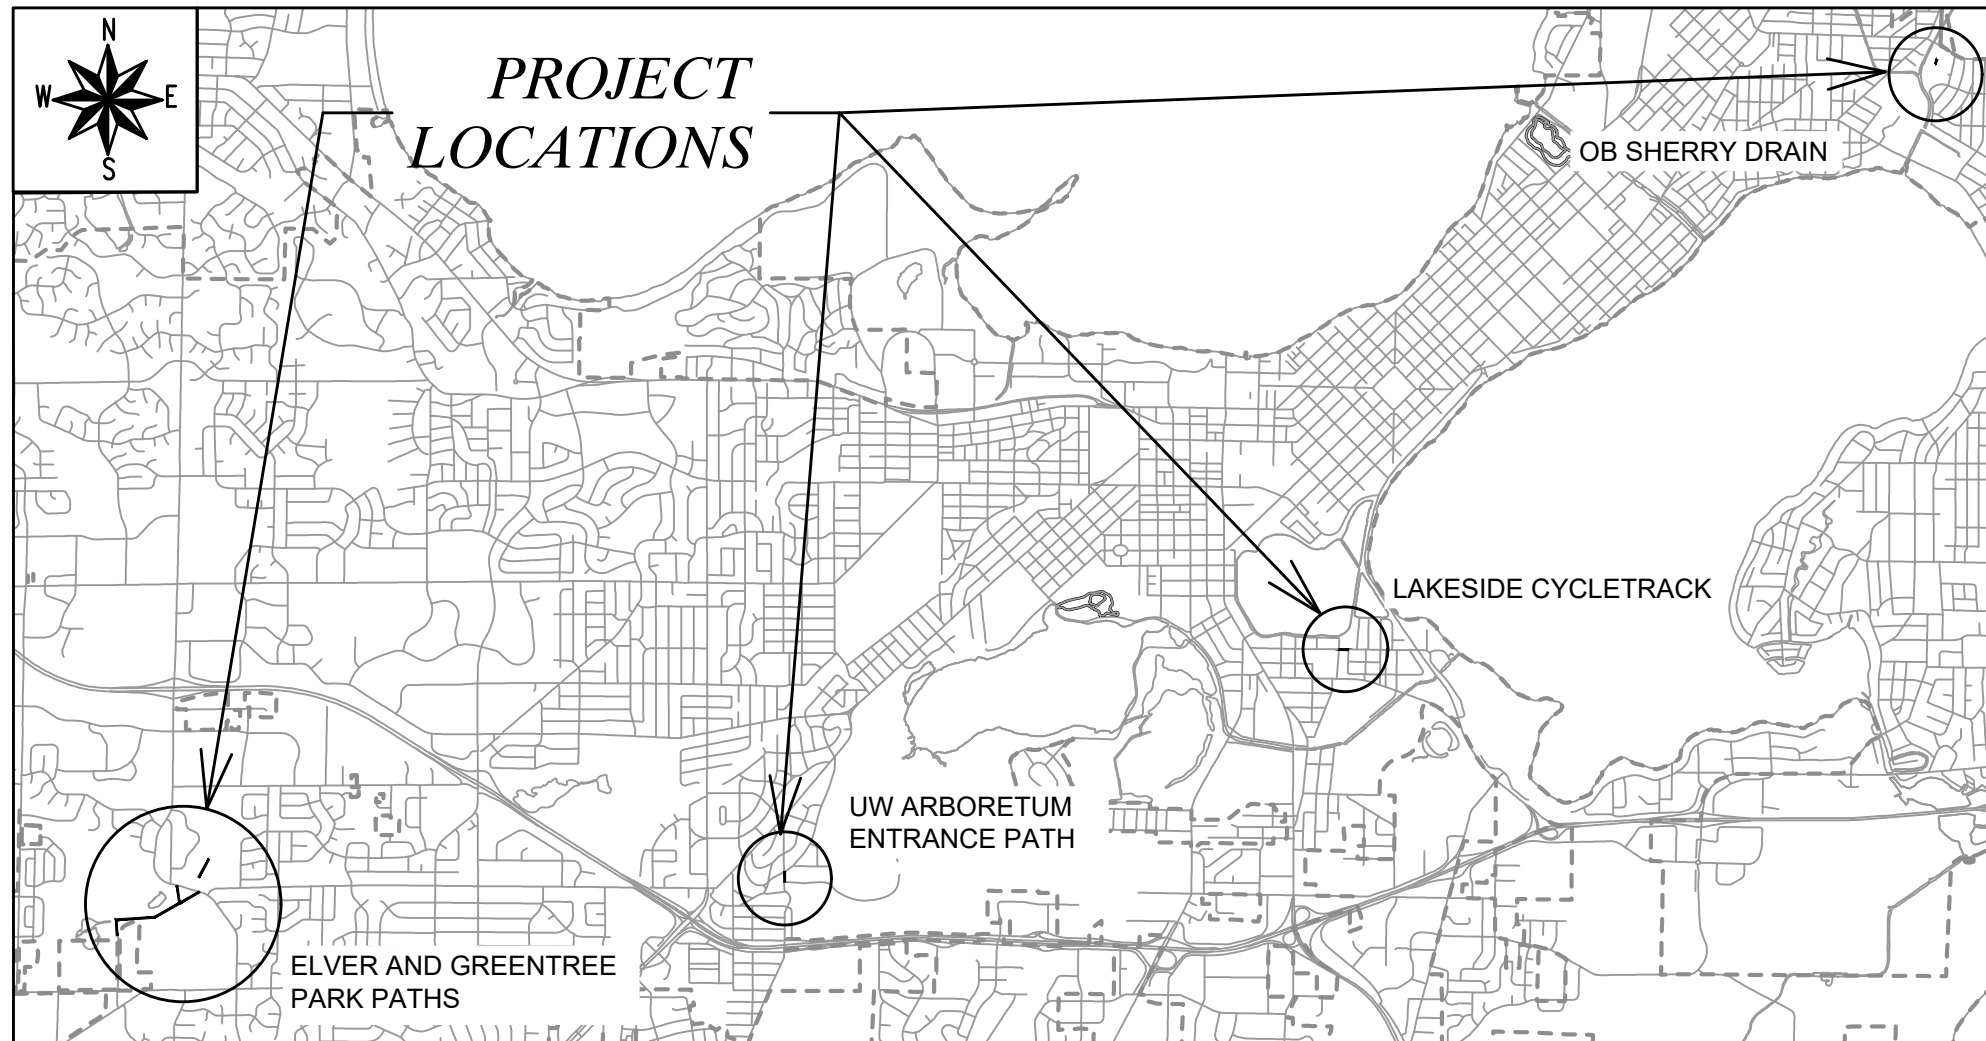 N
W E
S
PROJECT
LOCATIONS
OB SHERRY DRAIN
LAKESIDE CYCLETRACK
UW ARBORETUM
ENTRANCE PATH
ELVER AND GREENTREE
PARK PATHS